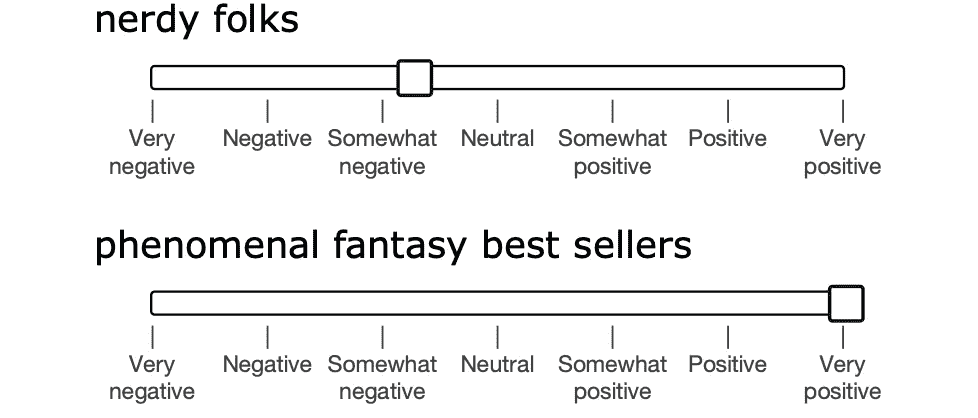 nerdy folks
Very negative Negative Somewhat negative Neutral Somewhat positive Positive Very positive
phenomenal fantasy best sellers
Very negative Negative Somewhat negative Neutral Somewhat positive Positive Very positive